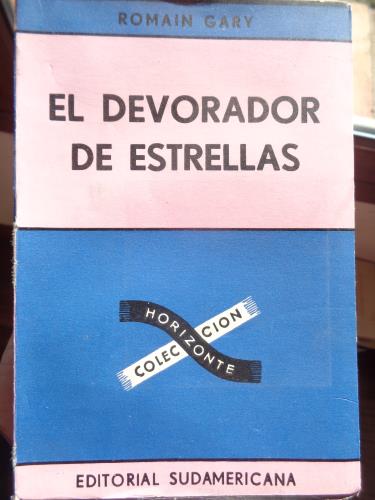 ROMAIN GARY
EL DEVORADOR
DE ESTRELLAS
COLECCION
HORIZONTE
EDITORIAL SUDAMERICANA